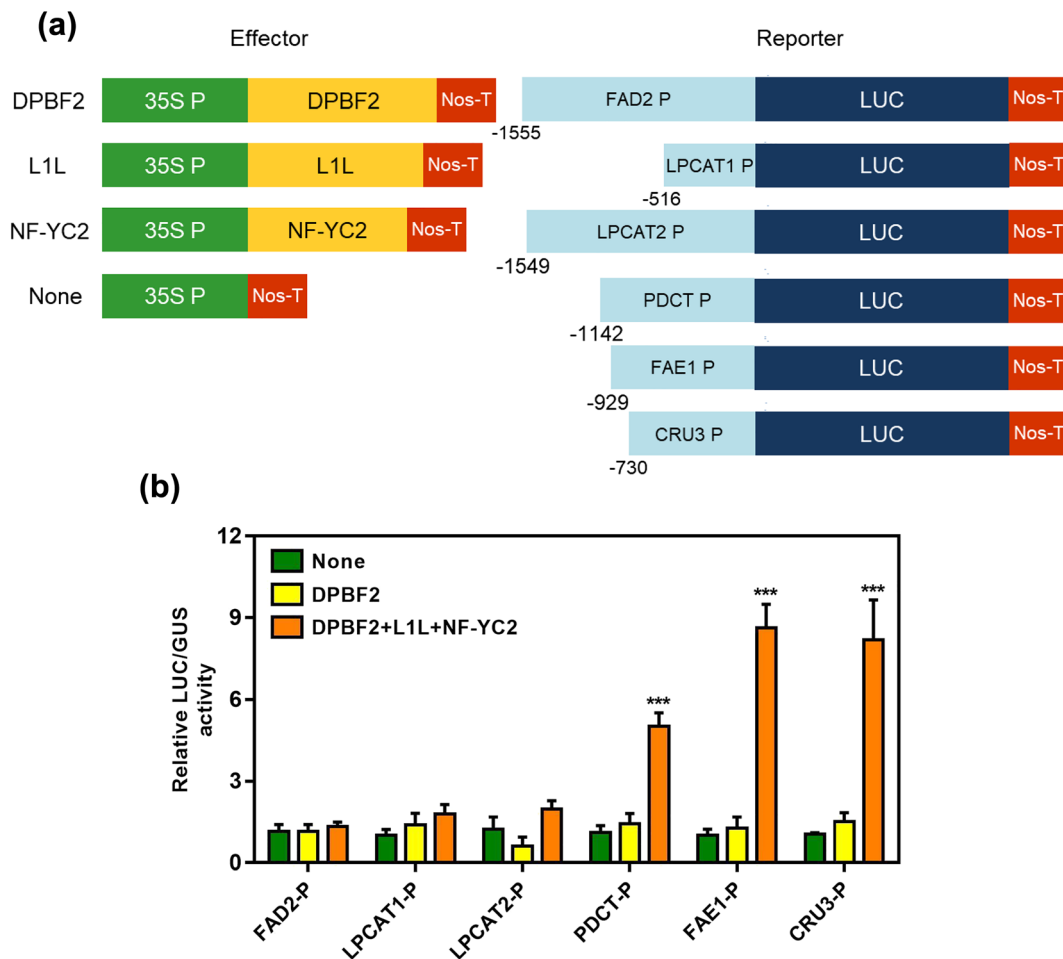 (a)
Effector
Reporter
DPBF2 35S P DPBF2 Nos-T
FAD2 P LUC Nos-T
-1555
L1L 35S P L1L Nos-T
LPCAT1 P LUC Nos-T
-516
NF-YC2 35S P NF-YC2 Nos-T
LPCAT2 P LUC Nos-T
-1549
None 35S P Nos-T
PDCT P LUC Nos-T
-1142
FAE1 P LUC Nos-T
-929
CRU3 P LUC Nos-T
-730
(b)
Relative LUC/GUS
activity
12
9
6
3
0
None
DPBF2
DPBF2+L1L+NF-YC2
***
***
***
FAD2-P
LPCAT1-P
LPCAT2-P
PDCT-P
FAE1-P
CRU3-P